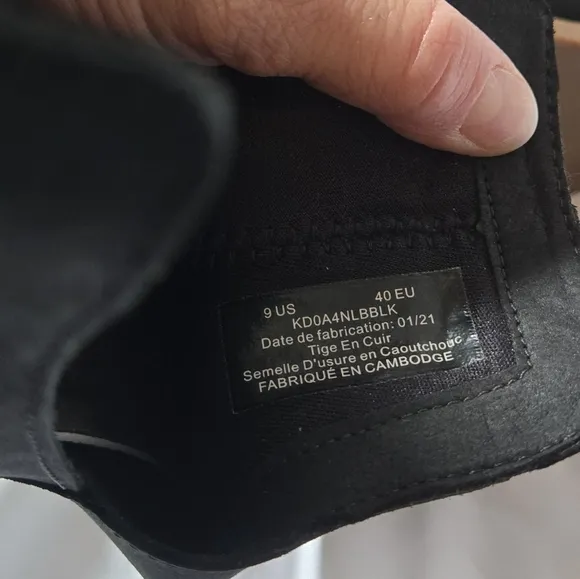 9 US 40 EU
KD0A4NLBBLK
Date de fabrication: 01/21
Tige En Cuir
Semelle D'usure en Caoutchouc
FABRIQUÉ EN CAMBODGE